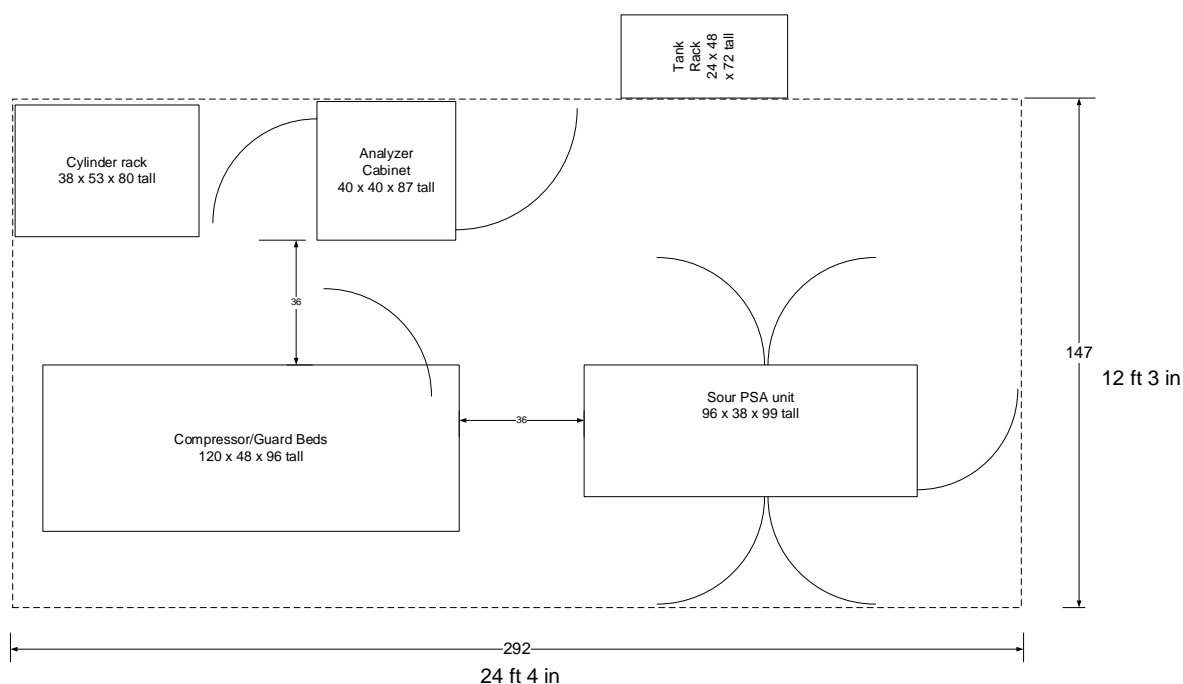 Tank
Rack
24 x 48
x 72 tall
Cylinder rack
38 x 53 x 80 tall
Analyzer
Cabinet
40 x 40 x 87 tall
36
147
12 ft 3 in
Compressor/Guard Beds
120 x 48 x 96 tall
36
Sour PSA unit
96 x 38 x 99 tall
292
24 ft 4 in